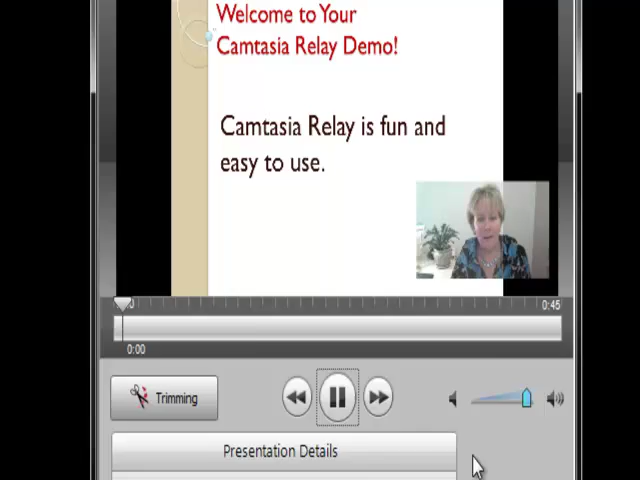 Welcome to Your
Camtasia Relay Demo!
Camtasia Relay is fun and
easy to use.
0:45
0:00
Trimming
Presentation Details